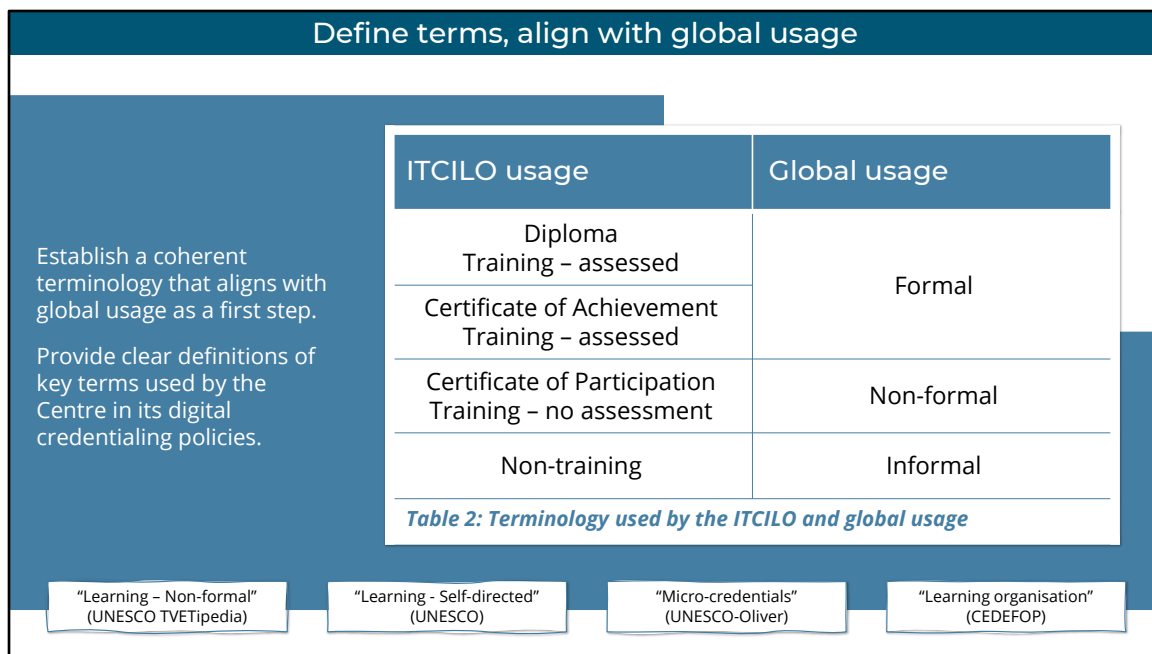 Define terms, align with global usage
Establish a coherent
terminology that aligns with
global usage as a first step.
Provide clear definitions of
key terms used by the
Centre in its digital
credentialing policies.
ITCILO usage
Global usage
Diploma
Training – assessed
Certificate of Achievement
Training – assessed
Formal
Certificate of Participation
Training – no assessment
Non-formal
Non-training
Informal
Table 2: Terminology used by the ITCILO and global usage
“Learning – Non-formal”
(UNESCO TVETipedia)
“Learning - Self-directed”
(UNESCO)
“Micro-credentials”
(UNESCO-Oliver)
“Learning organisation”
(CEDEFOP)